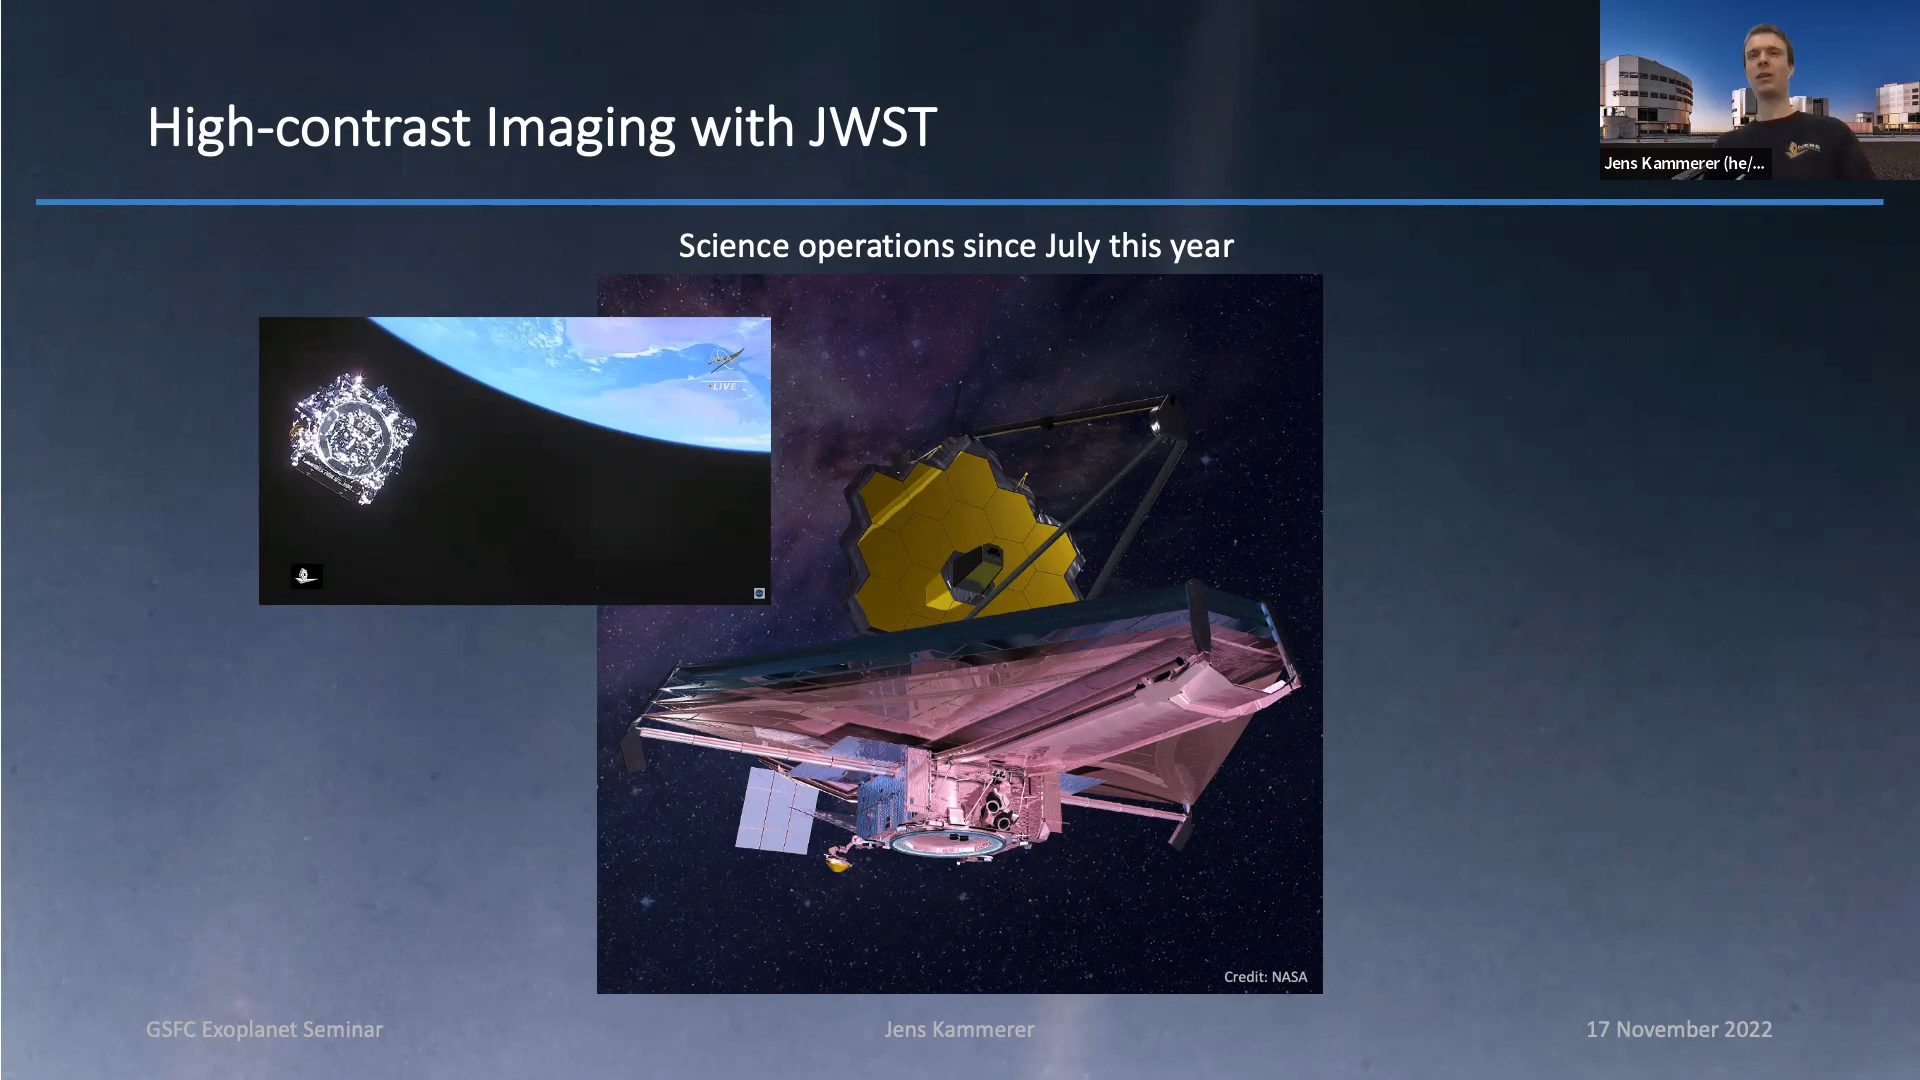 High-contrast Imaging with JWST
Jens Kammerer (he/...
Science operations since July this year
LIVE
Credit: NASA
GSFC Exoplanet Seminar
Jens Kammerer
17 November 2022